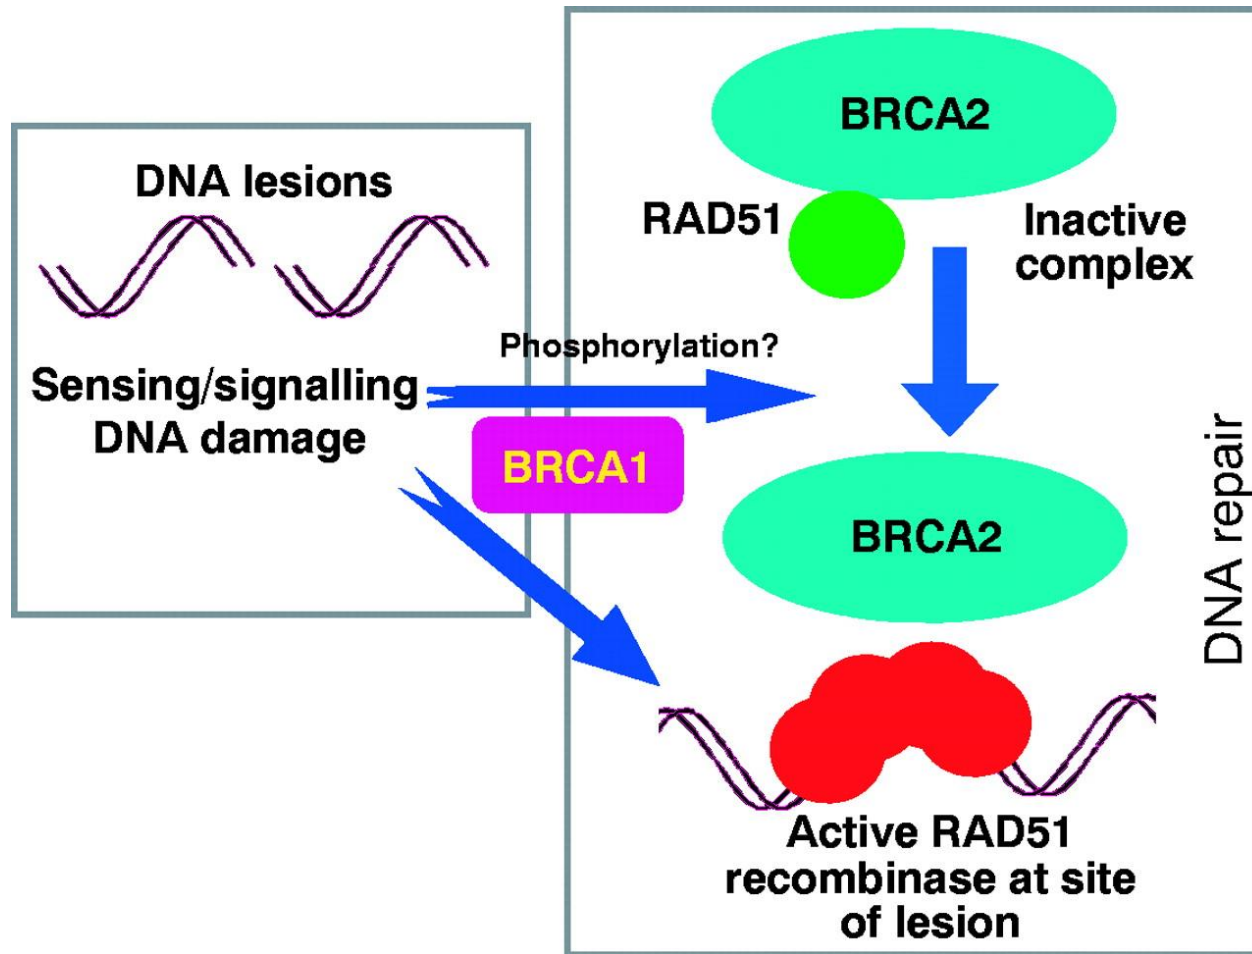 DNA lesions
Sensing/signalling
DNA damage
Phosphorylation?
BRCA1
BRCA2
RAD51
Inactive
complex
BRCA2
Active RAD51
recombinase at site
of lesion
DNA repair